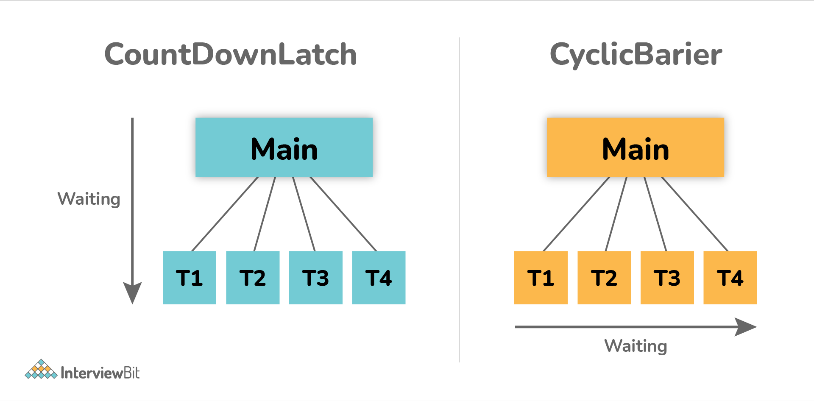 CountDownLatch
Main
Waiting
T1 T2 T3 T4
CyclicBarier
Main
T1 T2 T3 T4
Waiting
InterviewBit